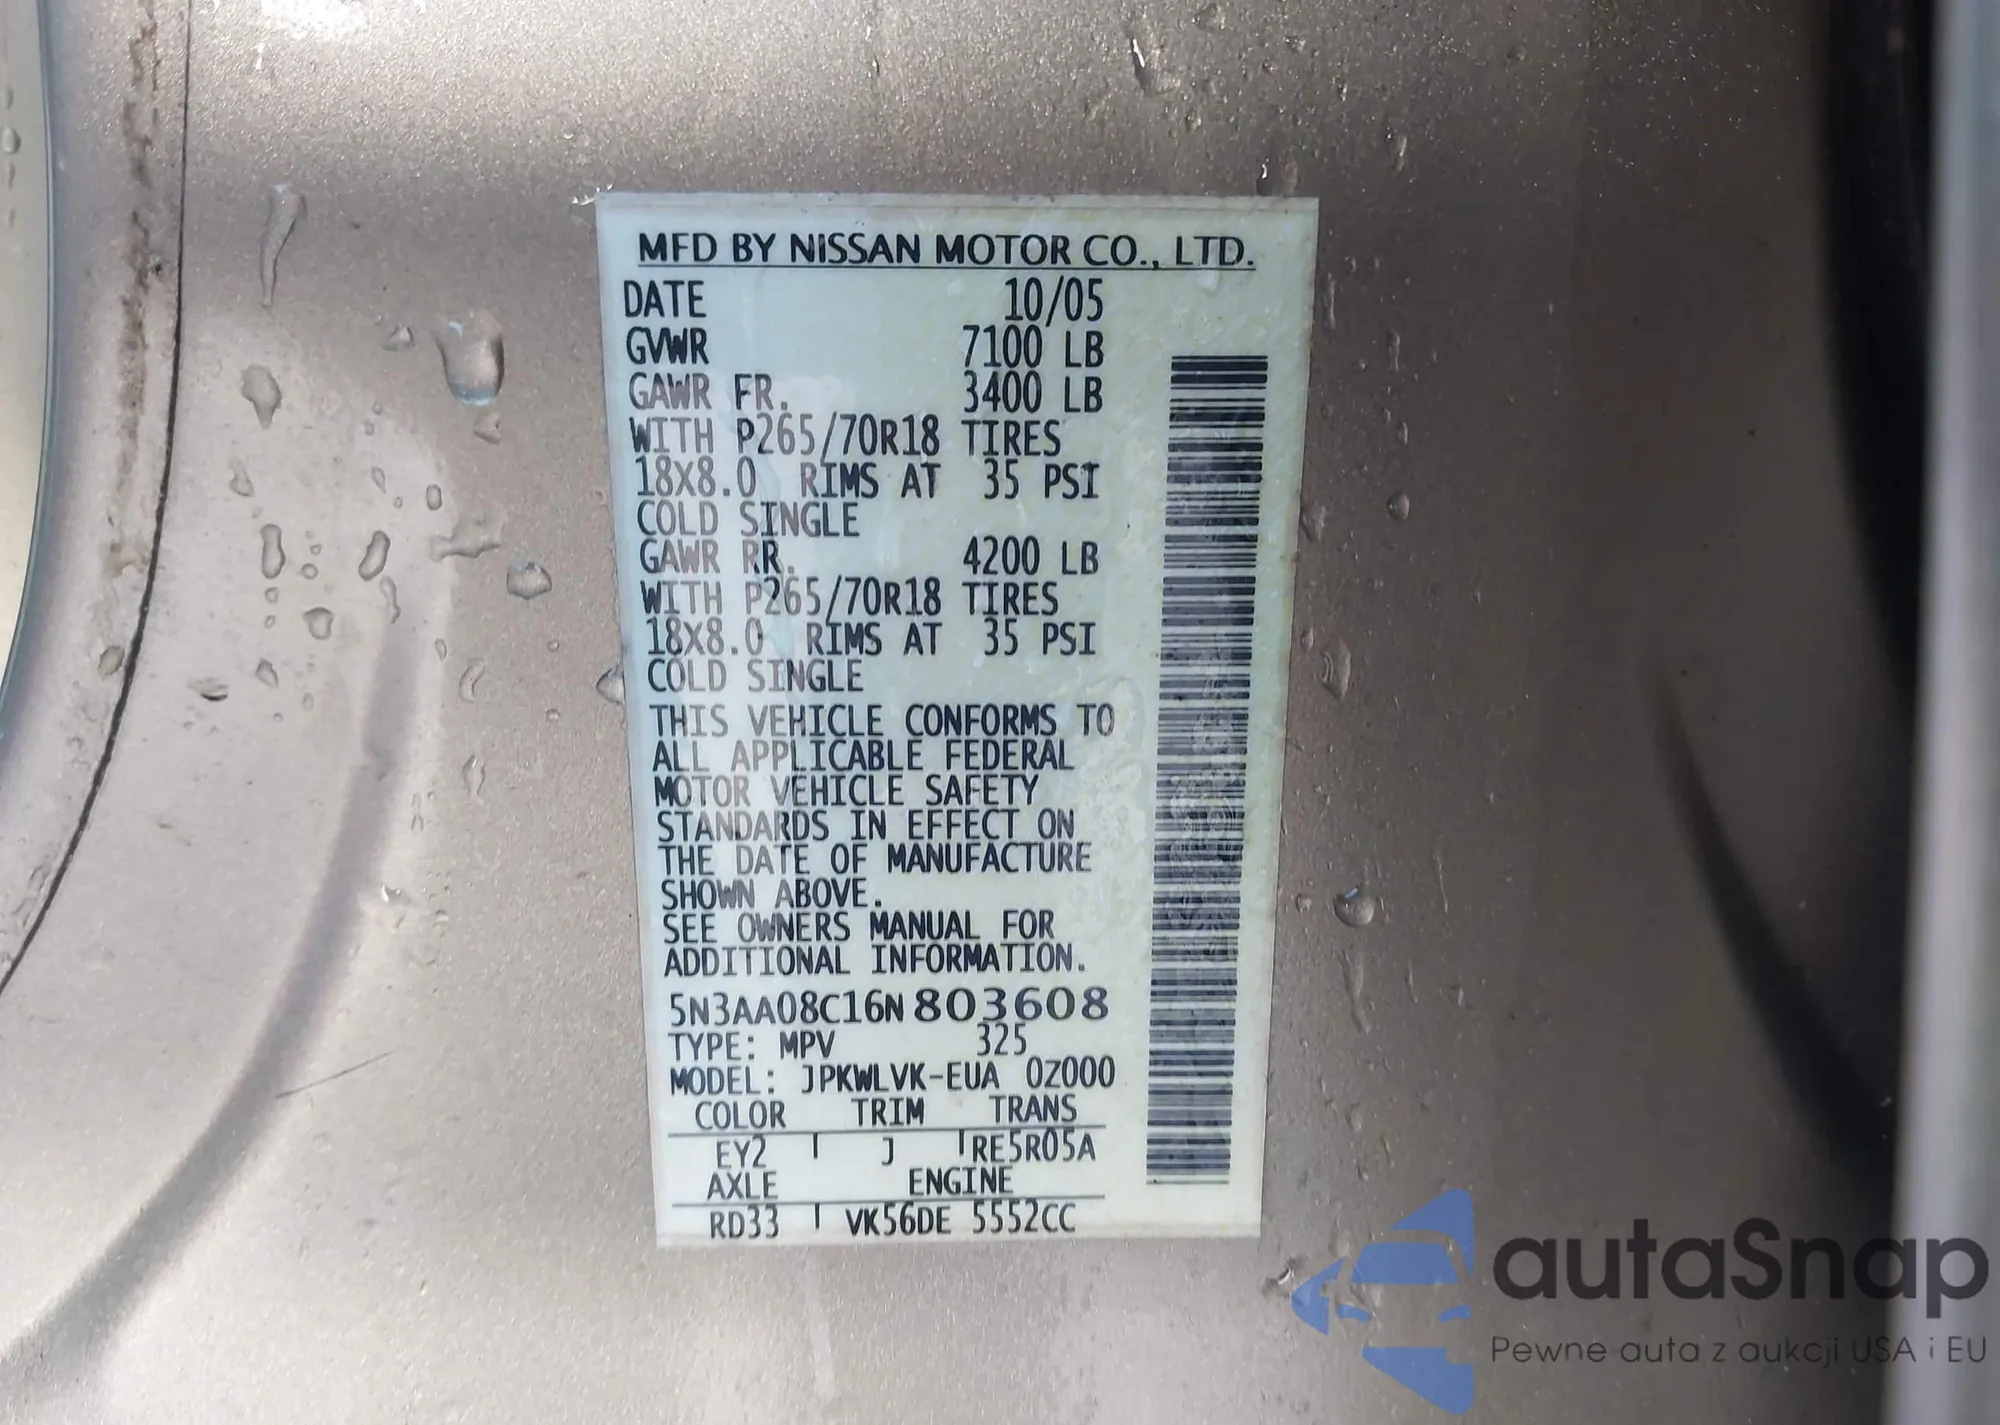 MFD BY NISSAN MOTOR CO., LTD.
DATE 10/05
GVWR 7100 LB
GAWR FR. 3400 LB
WITH P265/70R18 TIRES
18X8.0 RIMS AT 35 PSI
COLD SINGLE
GAWR RR. 4200 LB
WITH P265/70R18 TIRES
18X8.0 RIMS AT 35 PSI
COLD SINGLE
THIS VEHICLE CONFORMS TO
ALL APPLICABLE FEDERAL
MOTOR VEHICLE SAFETY
STANDARDS IN EFFECT ON
THE DATE OF MANUFACTURE
SHOWN ABOVE.
SEE OWNERS MANUAL FOR
ADDITIONAL INFORMATION.
5N3AA08C16N803608
TYPE: MPV 325
MODEL: JPKWLVK-EUA 0Z000
COLOR TRIM TRANS
EY2 J RE5R05A
AXLE ENGINE
RD33 VK56DE 5552CC
autaSnap
Pewne auta z aukcji USA i EU